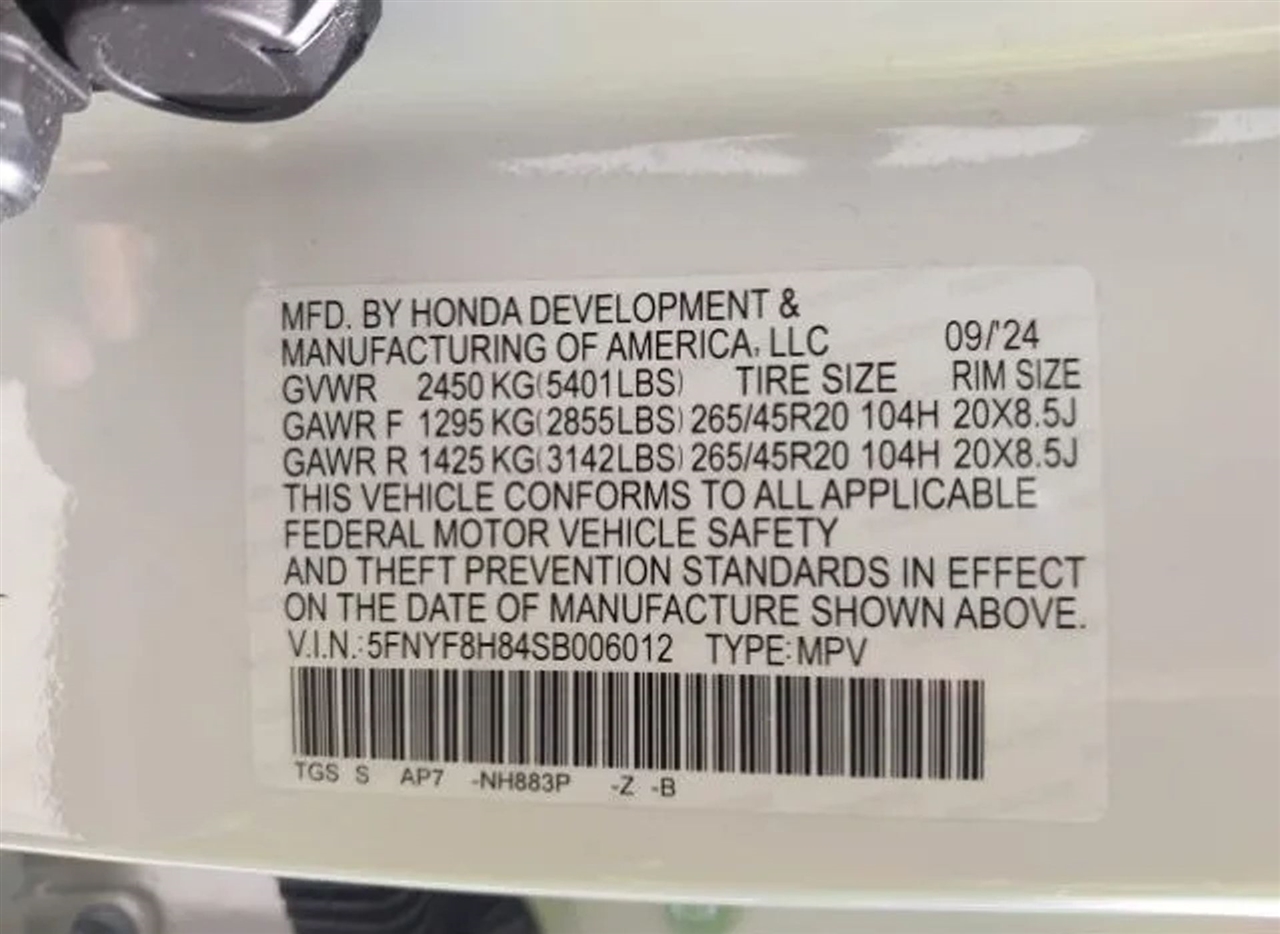 MFD. BY HONDA DEVELOPMENT &
MANUFACTURING OF AMERICA, LLC 09/'24
GVWR 2450 KG(5401LBS) TIRE SIZE RIM SIZE
GAWR F 1295 KG(2855LBS) 265/45R20 104H 20X8.5J
GAWR R 1425 KG(3142LBS) 265/45R20 104H 20X8.5J
THIS VEHICLE CONFORMS TO ALL APPLICABLE
FEDERAL MOTOR VEHICLE SAFETY
AND THEFT PREVENTION STANDARDS IN EFFECT
ON THE DATE OF MANUFACTURE SHOWN ABOVE.
V.I.N.: 5FNYF8H84SB006012 TYPE: MPV
TGS S AP7 -NH883P -Z -B